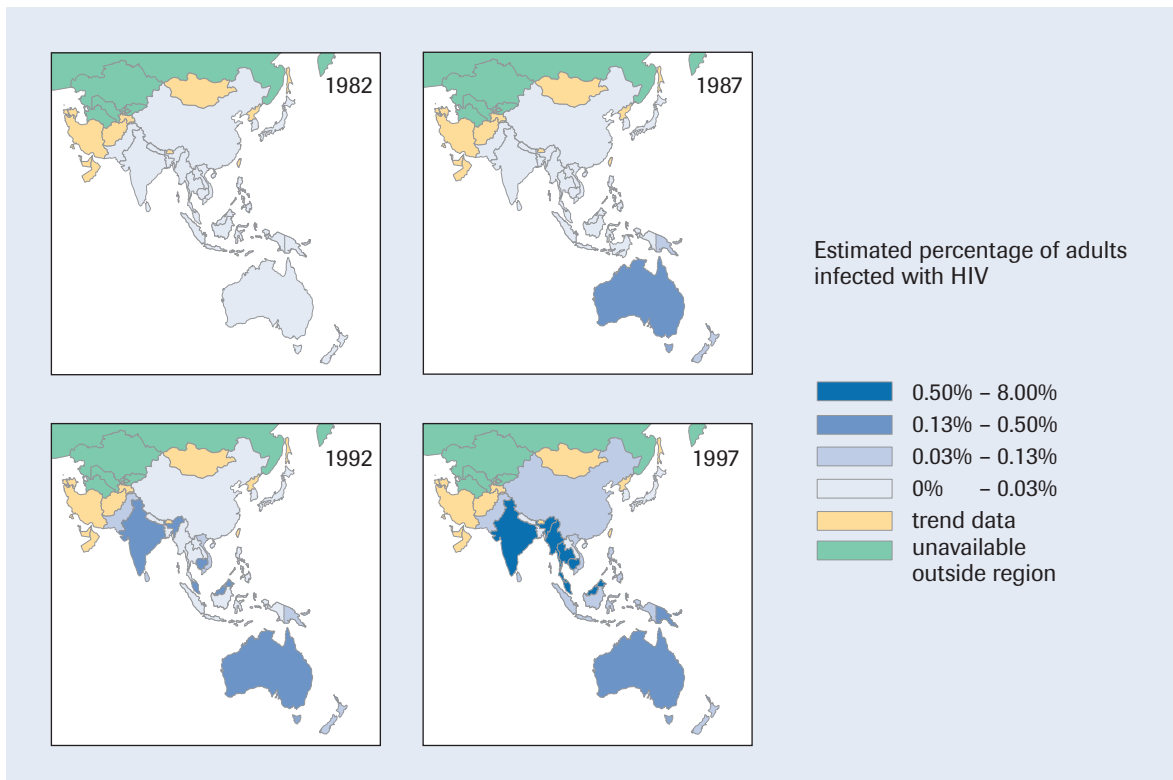 1982
1987
Estimated percentage of adults
infected with HIV
0.50% – 8.00%
0.13% – 0.50%
0.03% – 0.13%
0% – 0.03%
trend data
unavailable
outside region
1992
1997